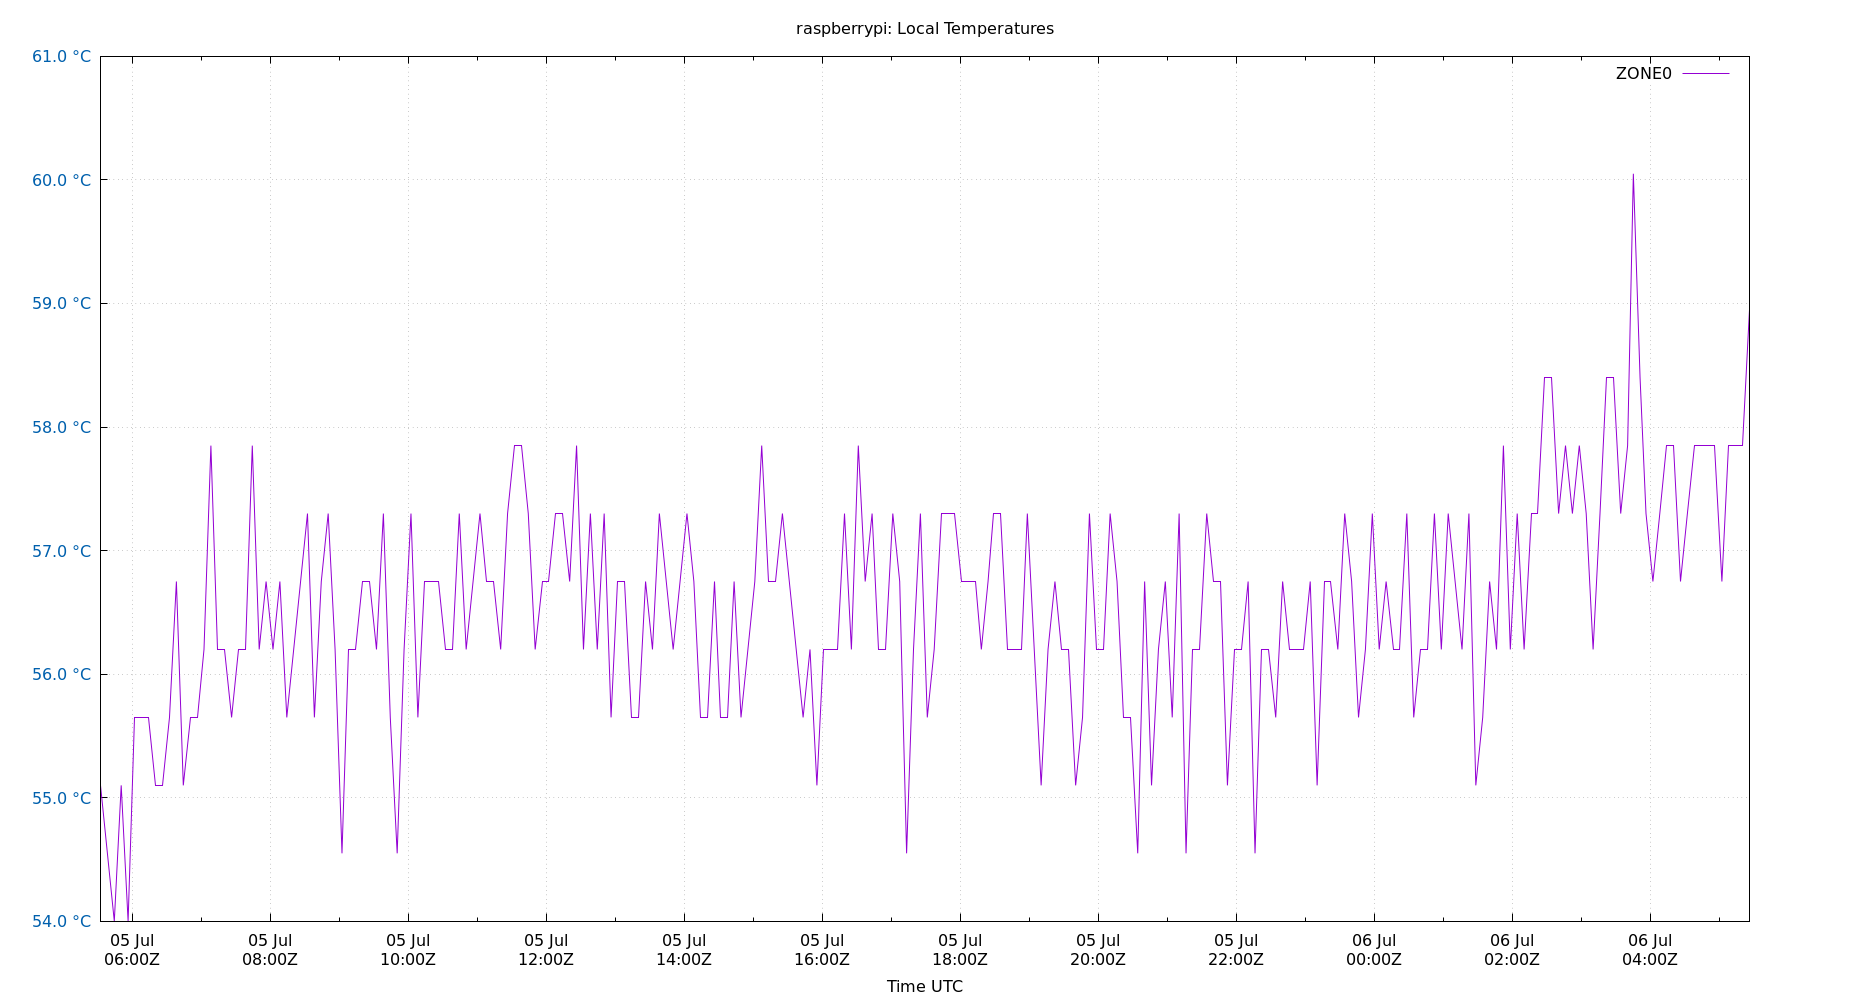 raspberrypi: Local Temperatures
61.0 °C
ZONE0
60.0 °C
59.0 °C
58.0 °C
57.0 °C
56.0 °C
55.0 °C
54.0 °C
05 Jul 05 Jul 05 Jul 05 Jul 05 Jul 05 Jul 05 Jul 05 Jul 05 Jul 06 Jul 06 Jul 06 Jul
06:00Z 08:00Z 10:00Z 12:00Z 14:00Z 16:00Z 18:00Z 20:00Z 22:00Z 00:00Z 02:00Z 04:00Z
Time UTC